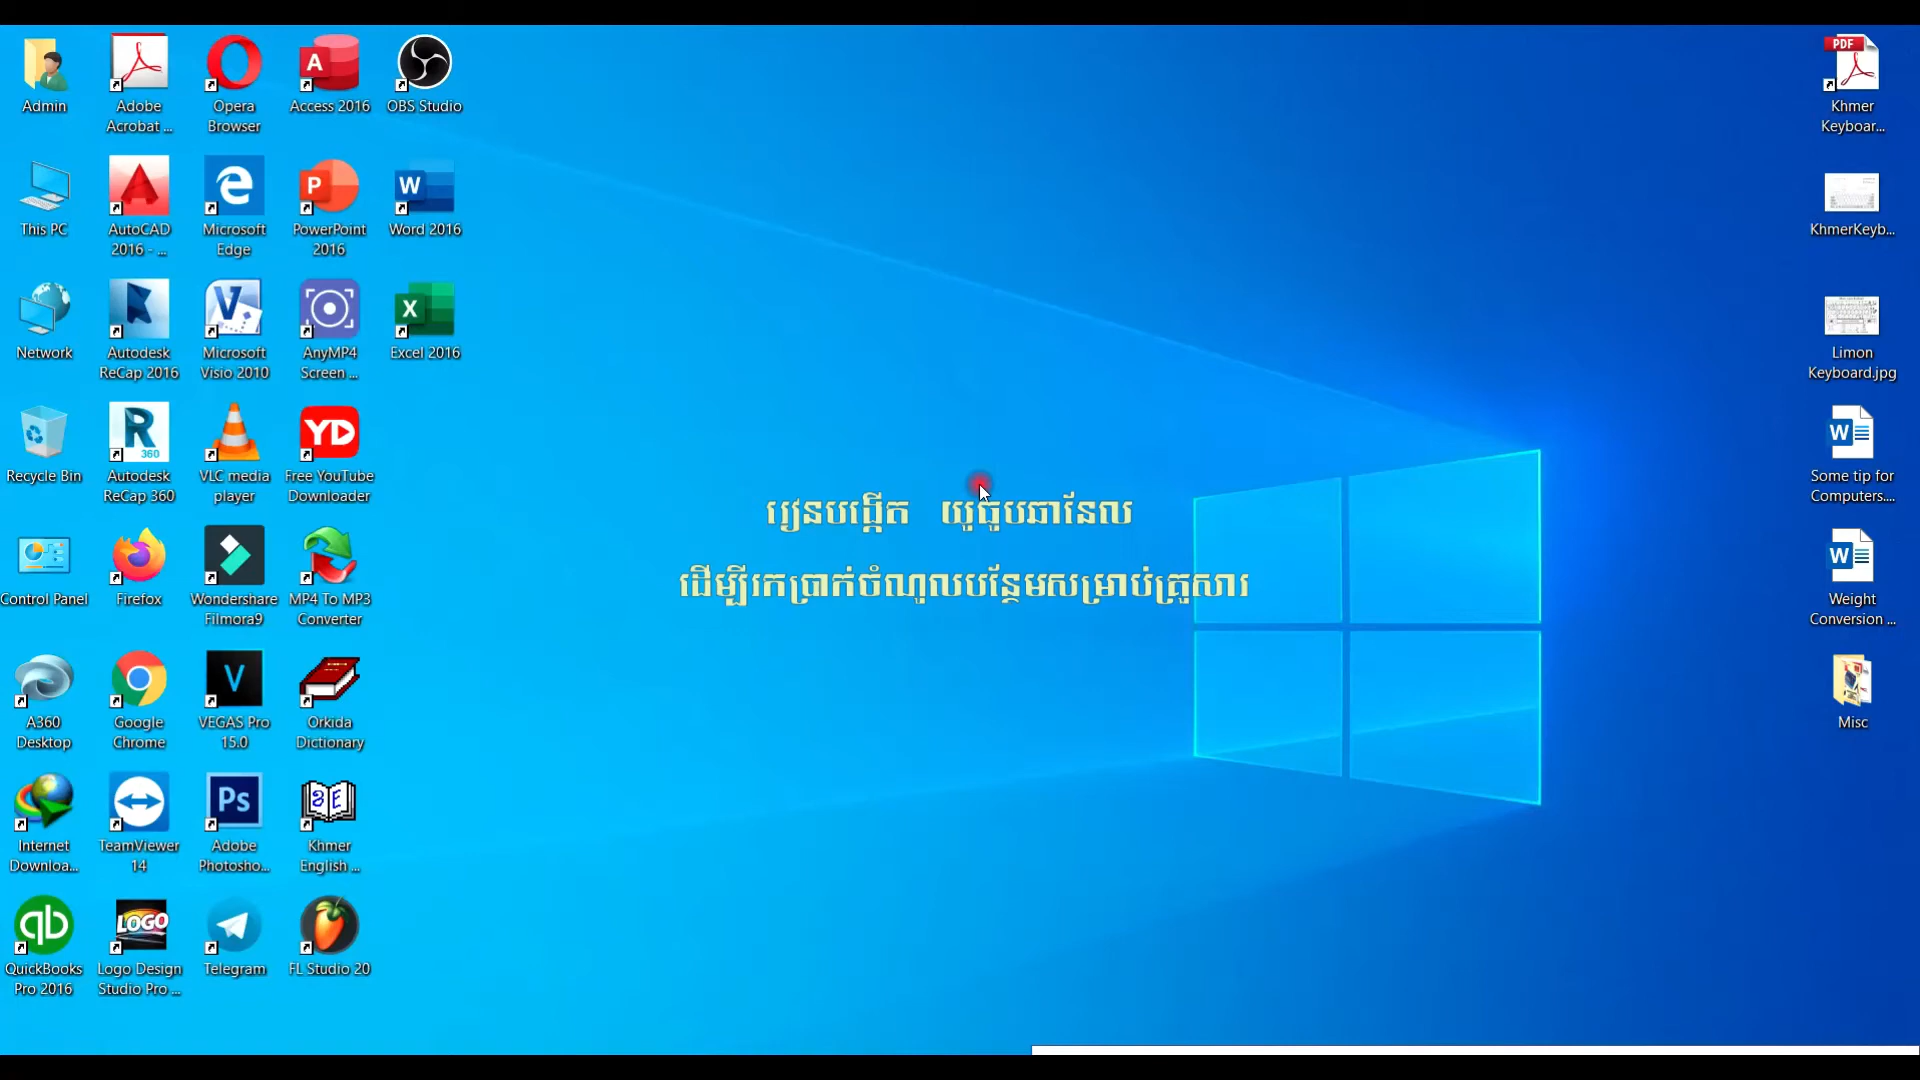 Admin
Adobe
Acrobat ...
Opera
Browser
Access 2016
OBS Studio
PDF
Khmer
Keyboar...
This PC
AutoCAD
2016 - ...
Microsoft
Edge
PowerPoint
2016
Word 2016
KhmerKeyb...
Network
Autodesk
ReCap 2016
Microsoft
Visio 2010
AnyMP4
Screen ...
Excel 2016
Limon
Keyboard.jpg
Recycle Bin
Autodesk
ReCap 360
VLC media
player
Free YouTube
Downloader
Some tip for
Computers....
រៀនបង្កើត យូធូបឆានែល
ដើម្បីរកប្រាក់ចំណូលបន្ថែមសម្រាប់គ្រួសារ
Control Panel
Firefox
Wondershare
Filmora9
MP4 To MP3
Converter
Weight
Conversion ...
A360
Desktop
Google
Chrome
VEGAS Pro
15.0
Orkida
Dictionary
Misc
Internet
Downloa...
TeamViewer
14
Adobe
Photosho...
Khmer
English ...
QuickBooks
Pro 2016
LOGO
Logo Design
Studio Pro ...
Telegram
FL Studio 20